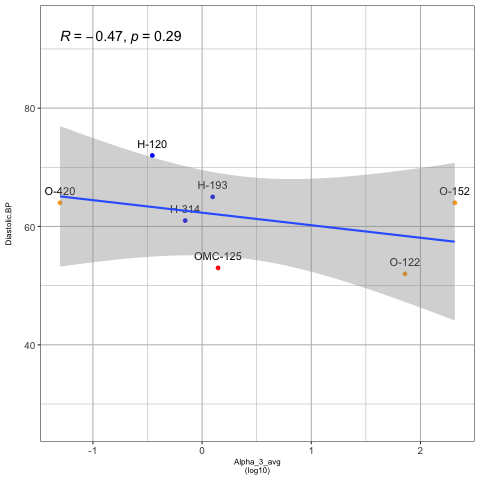 R = −0.47, p = 0.29
80
H-120
O-420
H-193
O-152
H-314
60
OMC-125
O-122
40
Diastolic.BP
-1
0
1
2
Alpha_3_avg
(log10)